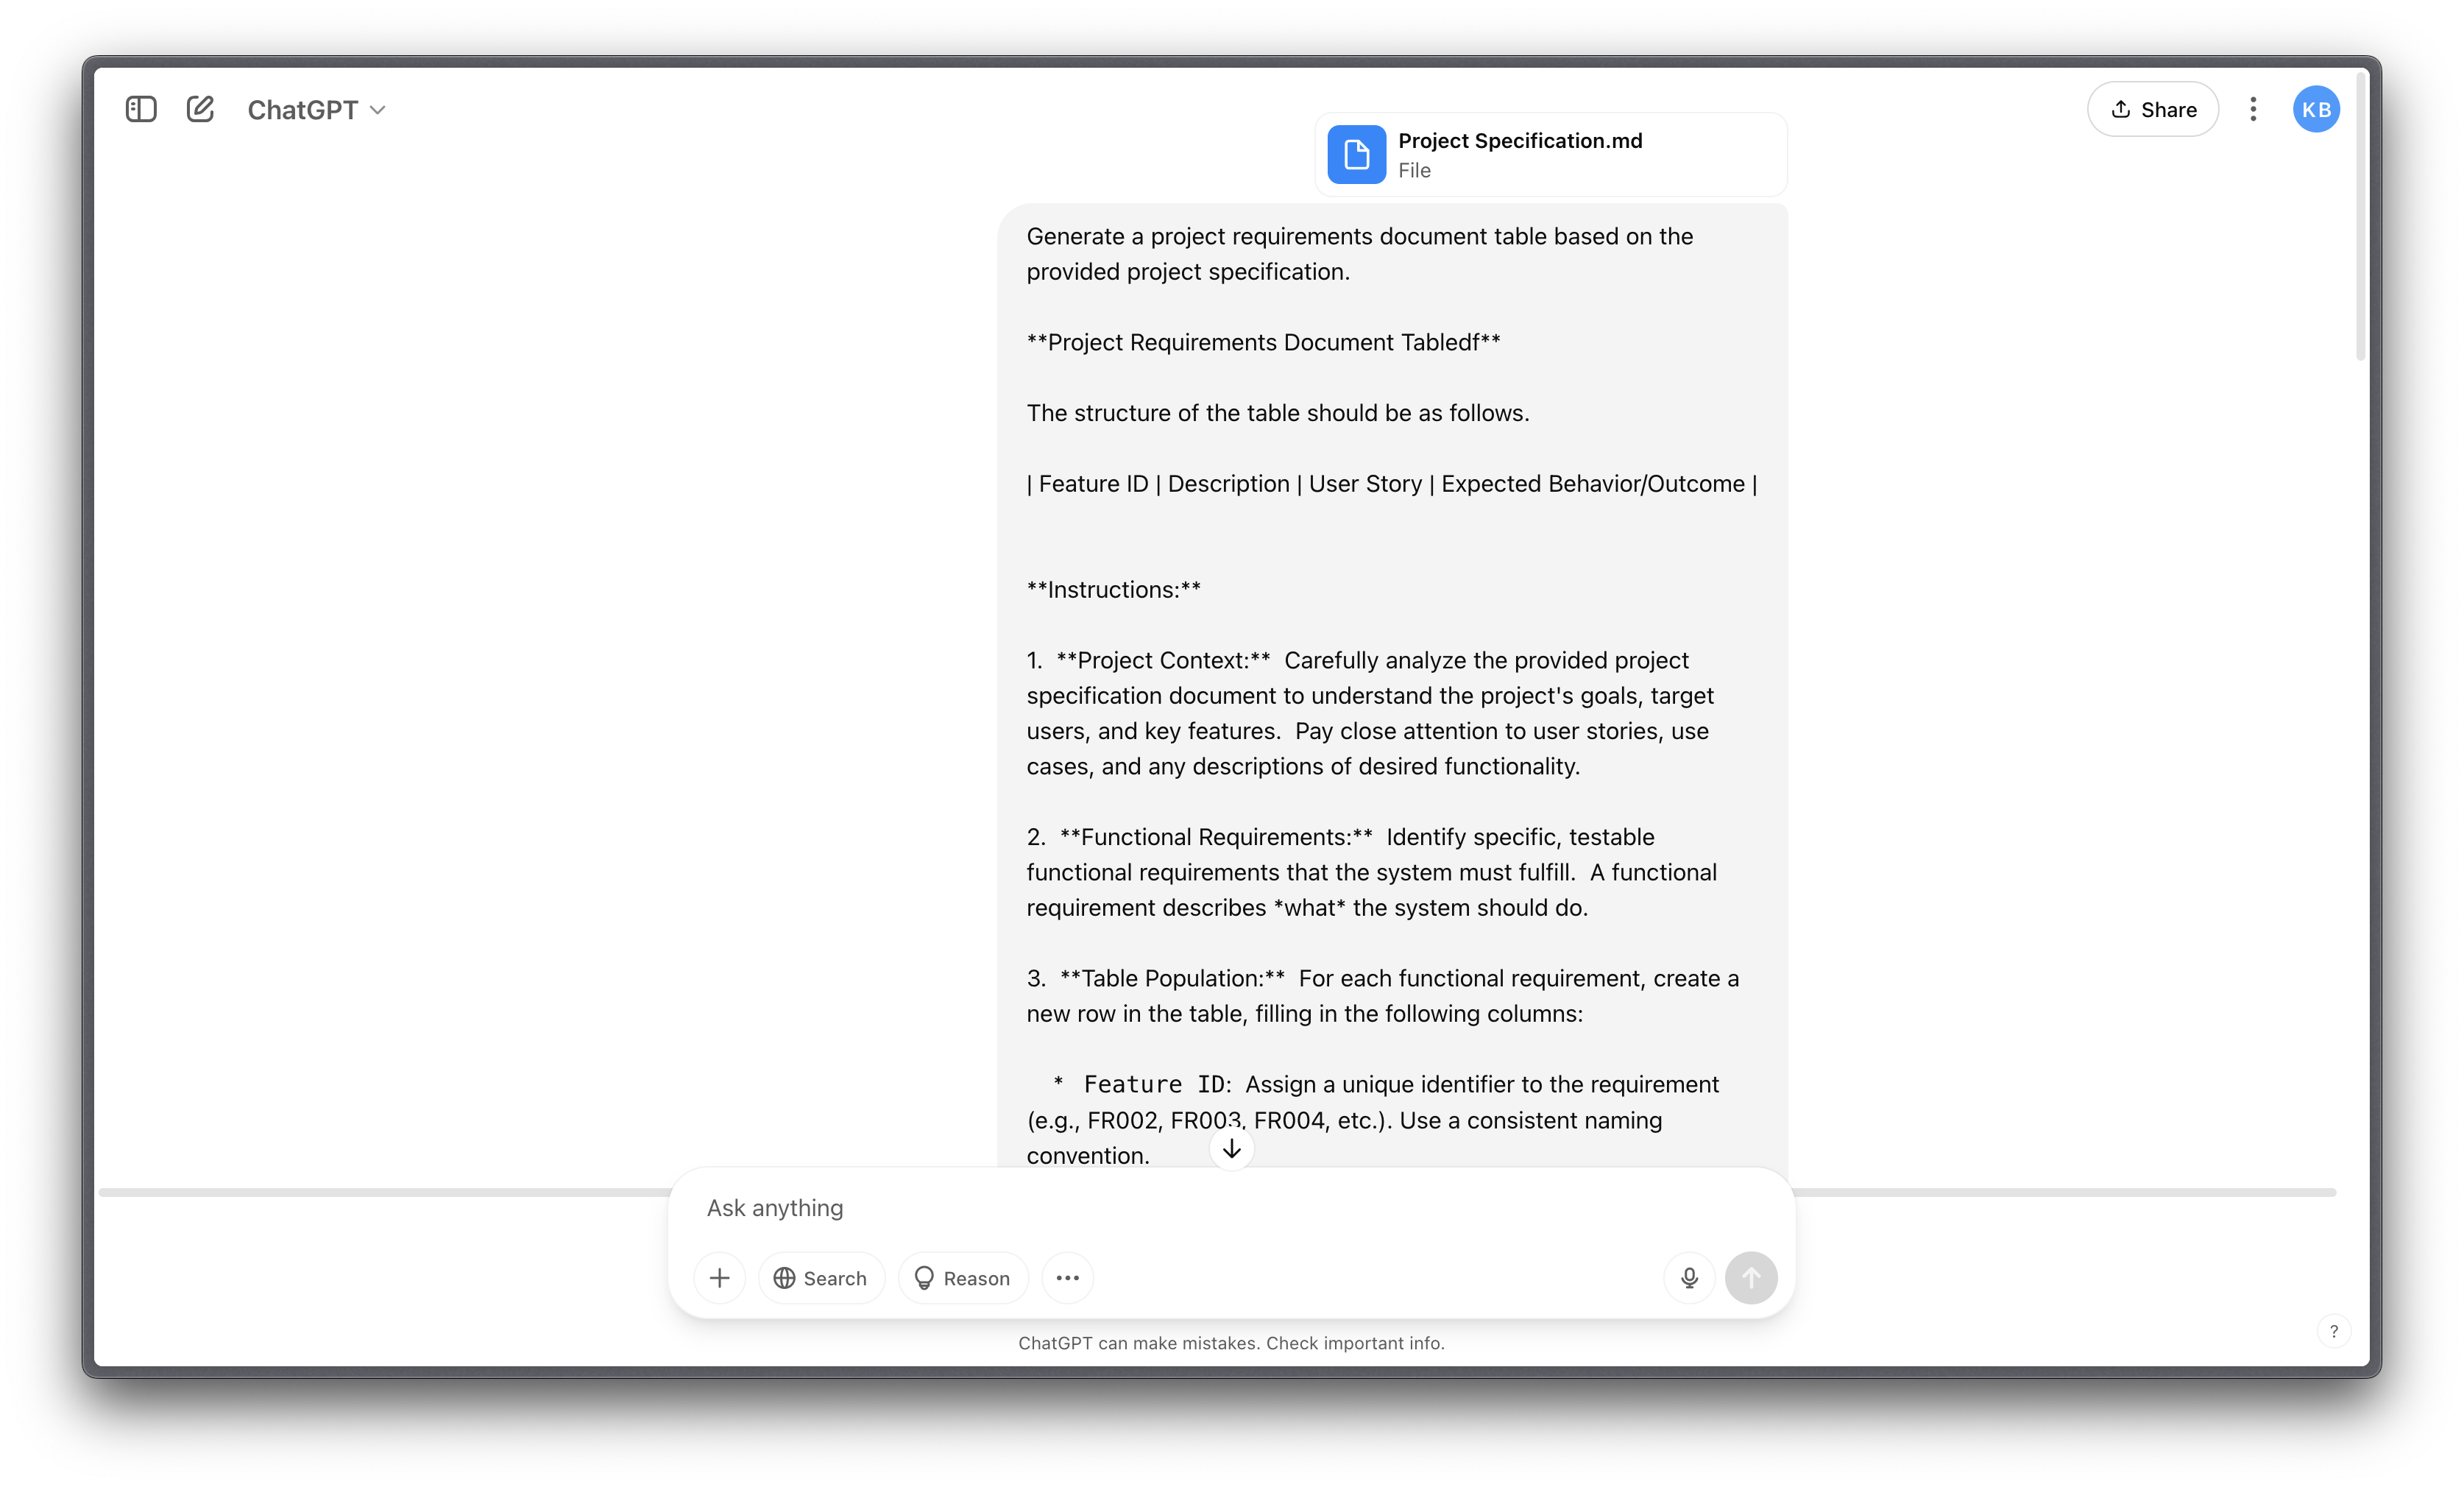 ChatGPT
Share
KB
Project Specification.md
File
Generate a project requirements document table based on the
provided project specification.
**Project Requirements Document Tabledf**
The structure of the table should be as follows.
| Feature ID | Description | User Story | Expected Behavior/Outcome |
**Instructions:**
1.  **Project Context:**  Carefully analyze the provided project
specification document to understand the project's goals, target
users, and key features.  Pay close attention to user stories, use
cases, and any descriptions of desired functionality.
2.  **Functional Requirements:**  Identify specific, testable
functional requirements that the system must fulfill.  A functional
requirement describes *what* the system should do.
3.  **Table Population:**  For each functional requirement, create a
new row in the table, filling in the following columns:
*   Feature ID:  Assign a unique identifier to the requirement
(e.g., FR002, FR003, FR004, etc.). Use a consistent naming
convention.
Ask anything
Search
Reason
ChatGPT can make mistakes. Check important info.
?